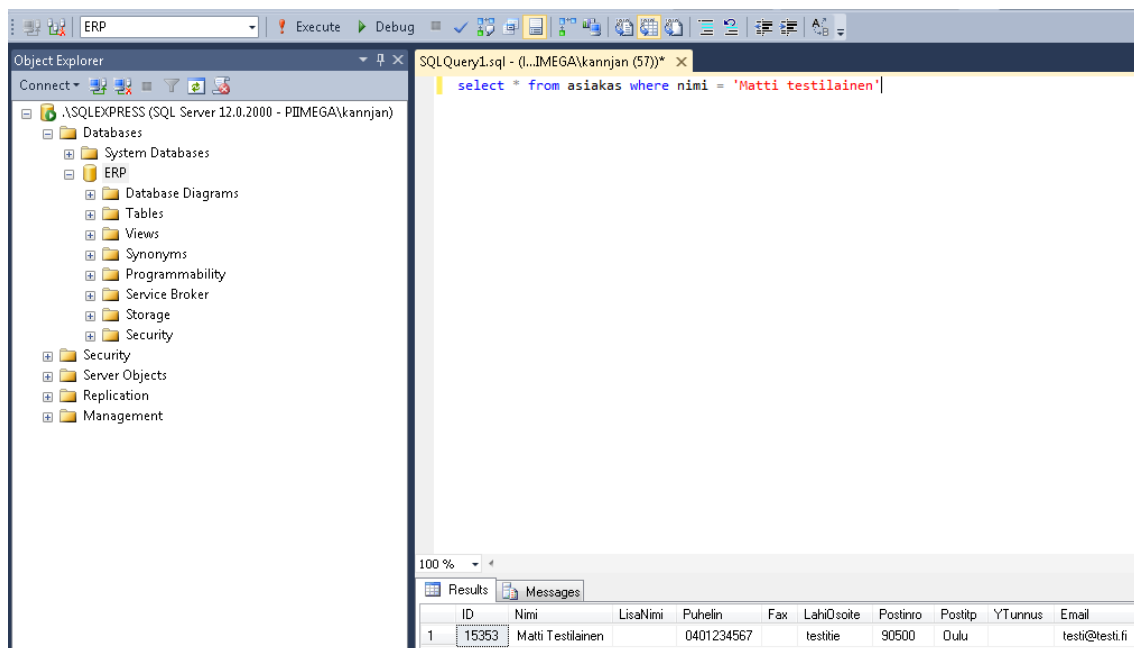 ERP Execute Debug
Object Explorer
Connect
.\SQLEXPRESS (SQL Server 12.0.2000 - PIIMEGA\kannjan)
Databases
System Databases
ERP
Database Diagrams
Tables
Views
Synonyms
Programmability
Service Broker
Storage
Security
Security
Server Objects
Replication
Management
SQLQuery1.sql - (l...IMEGA\kannjan (57))*
select * from asiakas where nimi = 'Matti testilainen'
100 %
Results Messages
ID Nimi LisaNimi Puhelin Fax LahiOsoite Postinro Postitp YTunnus Email
1 15353 Matti Testilainen 0401234567 testitie 90500 Oulu testi@testi.fi